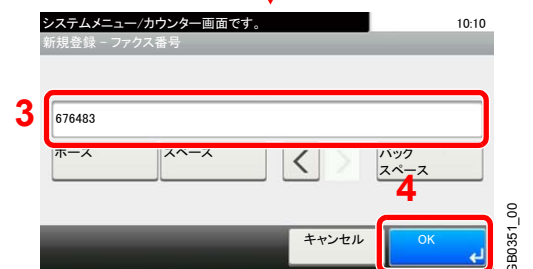 システムメニュー/カウンター画面です。 10:10
新規登録 - ファクス番号
3
676483
ポーズ スペース < > バック
スペース
4
キャンセル OK
GB0351_00